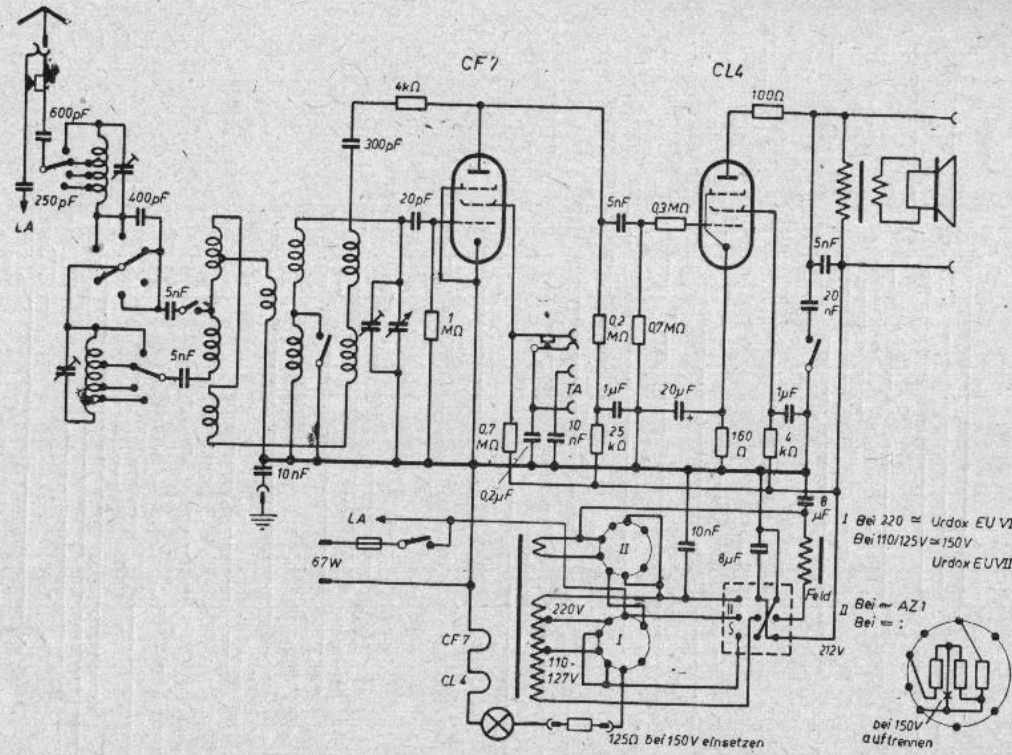 CF7
CL4
4kΩ
100Ω
600pF
300pF
250pF
400pF
20pF
5nF
0,3MΩ
LA
5nF
5nF
1
MΩ
0,2
MΩ
0,7MΩ
5nF
20
nF
TA
1µF
20µF
+
1µF
0,7
MΩ
10
nF
25
kΩ
160
Ω
4
kΩ
10nF
0,2µF
8
µF
LA
67W
II
10nF
8µF
Feld
I Bei 220 ≃ Urdox EU VI
Bei 110/125V≃150V
Urdox EU VII
220V
I
II Bei ∼ AZ1
Bei = :
212V
CF7
CL4
110-
127V
125Ω bei 150V einsetzen
bei 150V
auftrennen